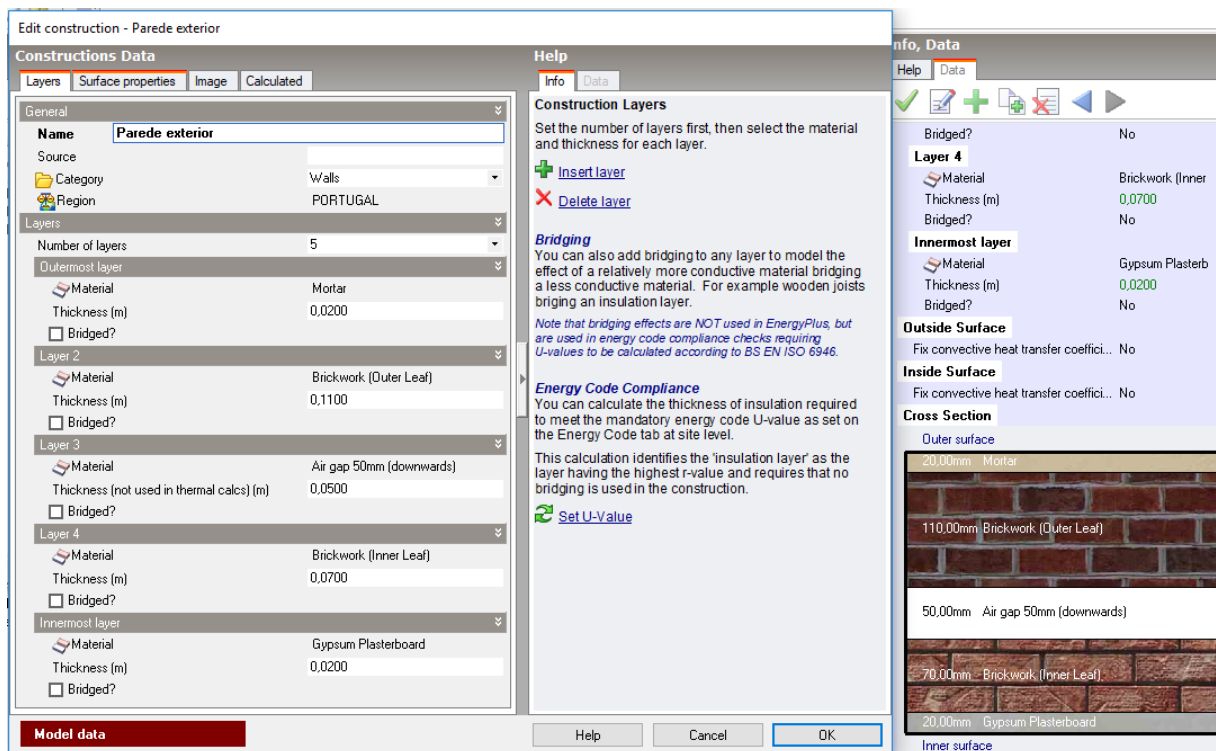 Edit construction - Parede exterior
Constructions Data
Layers Surface properties Image Calculated
General
Name Parede exterior
Source
Category Walls
Region PORTUGAL
Layers
Number of layers 5
Outermost layer
Material Mortar
Thickness (m) 0,0200
Bridged?
Layer 2
Material Brickwork (Outer Leaf)
Thickness (m) 0,1100
Bridged?
Layer 3
Material Air gap 50mm (downwards)
Thickness (not used in thermal calcs) (m) 0,0500
Bridged?
Layer 4
Material Brickwork (Inner Leaf)
Thickness (m) 0,0700
Bridged?
Innermost layer
Material Gypsum Plasterboard
Thickness (m) 0,0200
Bridged?
Model data
Help
Info Data
Construction Layers
Set the number of layers first, then select the material
and thickness for each layer.
Insert layer
Delete layer
Bridging
You can also add bridging to any layer to model the
effect of a relatively more conductive material bridging
a less conductive material. For example wooden joists
briging an insulation layer.
Note that bridging effects are NOT used in EnergyPlus, but
are used in energy code compliance checks requiring
U-values to be calculated according to BS EN ISO 6946.
Energy Code Compliance
You can calculate the thickness of insulation required
to meet the mandatory energy code U-value as set on
the Energy Code tab at site level.
This calculation identifies the 'insulation layer' as the
layer having the highest r-value and requires that no
bridging is used in the construction.
Set U-Value
Help Cancel OK
nfo, Data
Help Data
Bridged? No
Layer 4
Material Brickwork (Inner
Thickness (m) 0,0700
Bridged? No
Innermost layer
Material Gypsum Plasterb
Thickness (m) 0,0200
Bridged? No
Outside Surface
Fix convective heat transfer coeffici... No
Inside Surface
Fix convective heat transfer coeffici... No
Cross Section
Outer surface
20,00mm Mortar
110,00mm Brickwork (Outer Leaf)
50,00mm Air gap 50mm (downwards)
70,00mm Brickwork (Inner Leaf)
20,00mm Gypsum Plasterboard
Inner surface